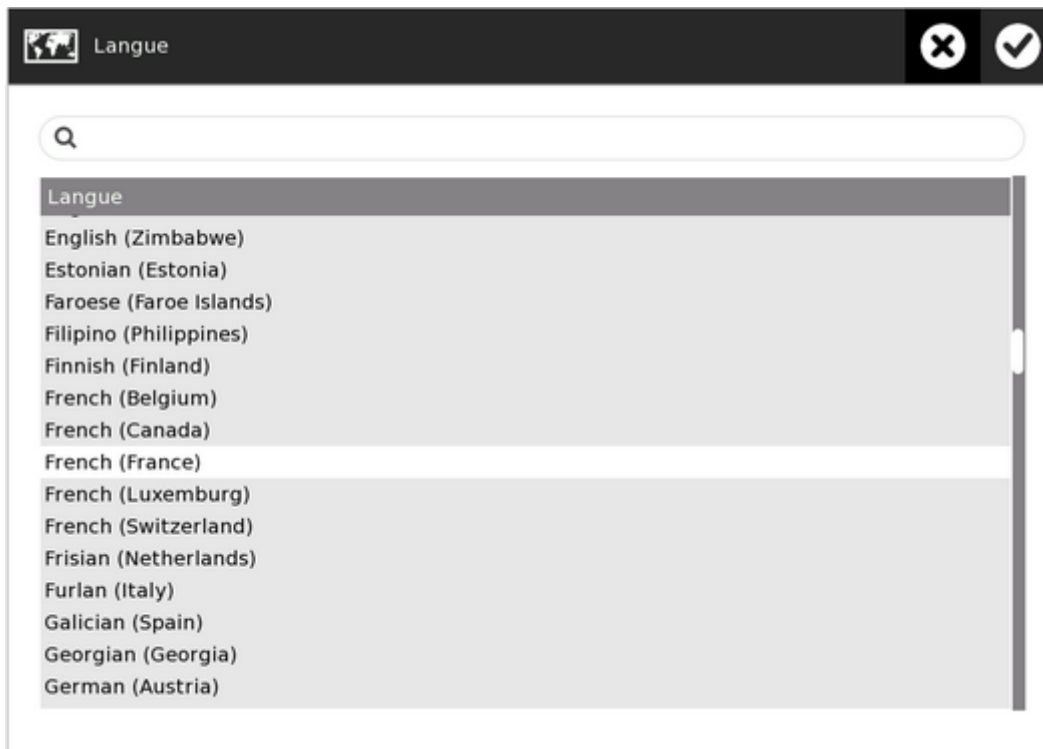 Langue
Langue
English (Zimbabwe)
Estonian (Estonia)
Faroese (Faroe Islands)
Filipino (Philippines)
Finnish (Finland)
French (Belgium)
French (Canada)
French (France)
French (Luxemburg)
French (Switzerland)
Frisian (Netherlands)
Furlan (Italy)
Galician (Spain)
Georgian (Georgia)
German (Austria)